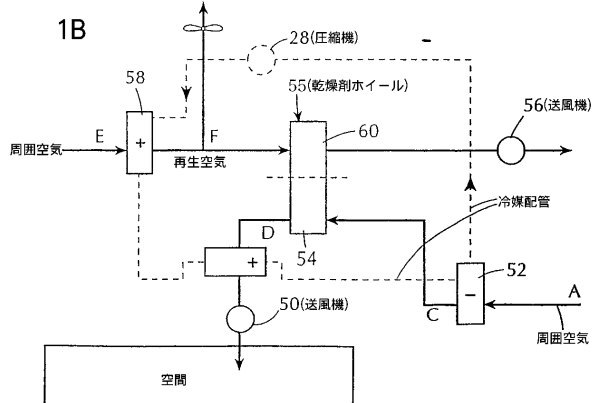 1B
28(圧縮機)
58
55(乾燥剤ホイール)
60
56(送風機)
E
F
周囲空気
+
再生空気
冷媒配管
D
54
+
52
A
−
C
50(送風機)
周囲空気
空間